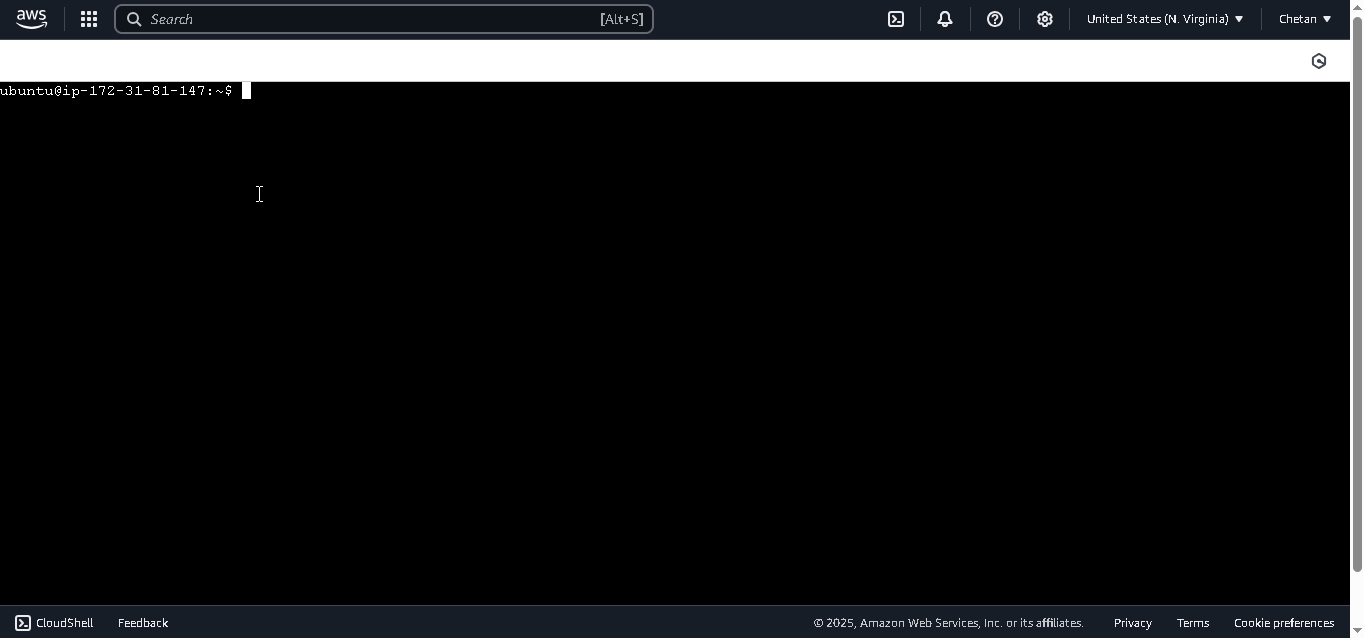 aws Search [Alt+S] United States (N. Virginia) ▼ Chetan ▼
ubuntu@ip-172-31-81-147:~$
CloudShell Feedback © 2025, Amazon Web Services, Inc. or its affiliates. Privacy Terms Cookie preferences